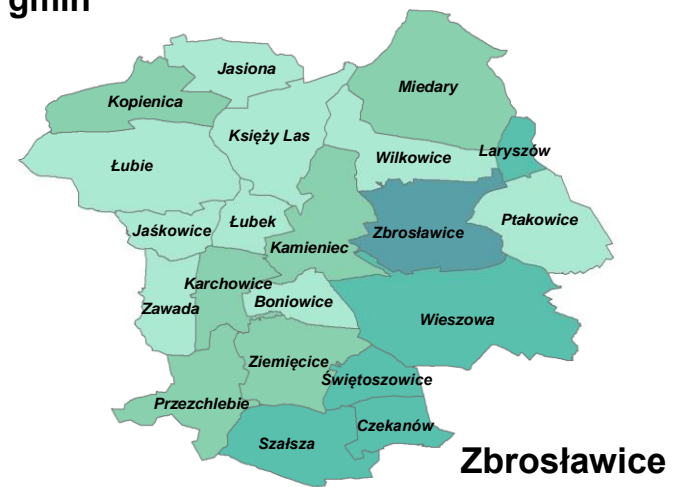 gmin
Jasiona
Miedary
Kopienica
Księży Las
Laryszów
Wilkowice
Łubie
Ptakowice
Łubek
Jaśkowice
Zbrosławice
Kamieniec
Karchowice
Boniowice
Zawada
Wieszowa
Ziemięcice
Świętoszowice
Przezchlebie
Czekanów
Szałsza
Zbrosławice